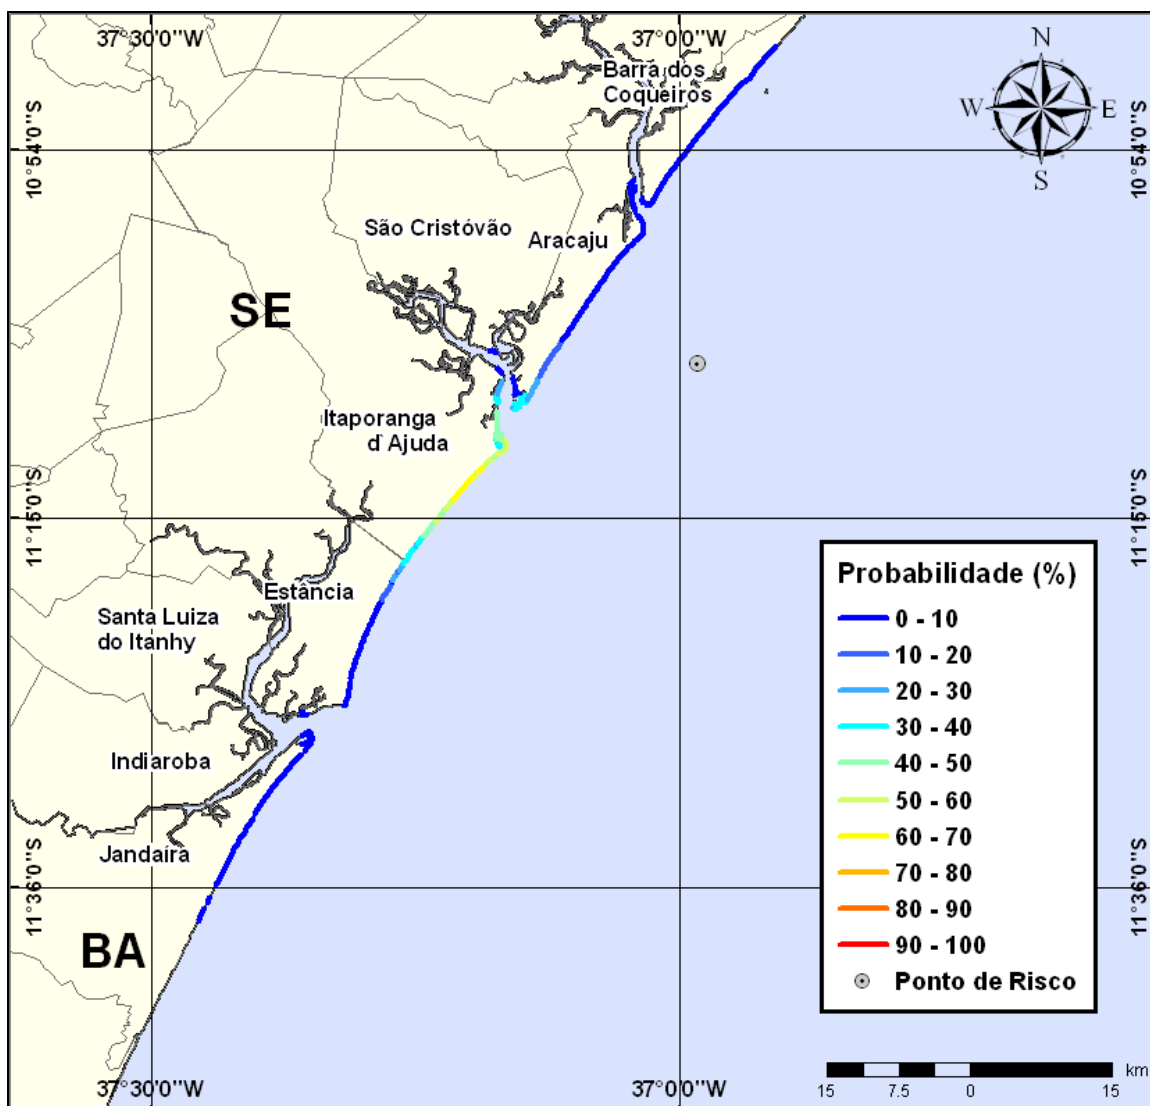 37°30'0"W
37°0'0"W
N
W
E
S
Barra dos
Coqueiros
10°54'0"S
10°54'0"S
São Cristóvão
Aracaju
SE
Itaporanga
d`Ajuda
11°15'0"S
11°15'0"S
Estância
Santa Luiza
do Itanhy
Indiaroba
Jandaíra
11°36'0"S
11°36'0"S
BA
Probabilidade (%)
0 - 10
10 - 20
20 - 30
30 - 40
40 - 50
50 - 60
60 - 70
70 - 80
80 - 90
90 - 100
Ponto de Risco
km
15 7.5 0 15
37°30'0"W
37°0'0"W